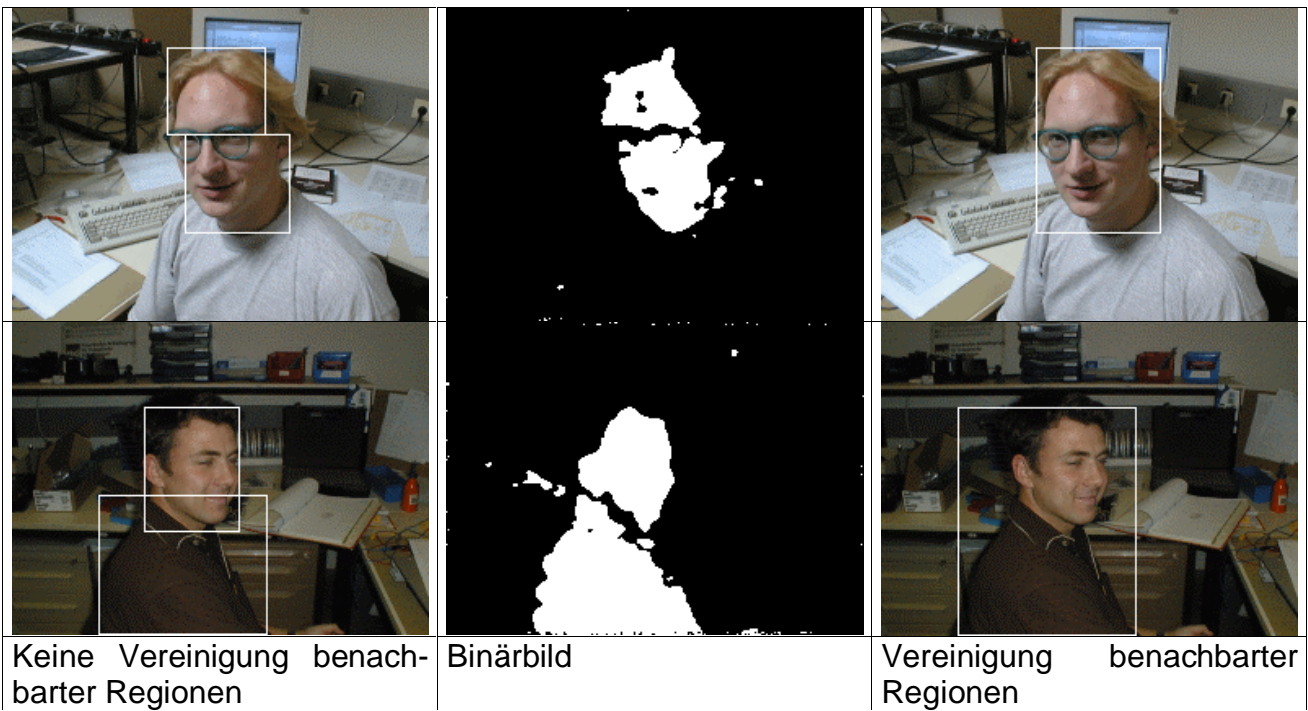 Keine Vereinigung benach-
barter Regionen
Binärbild
Vereinigung benachbarter
Regionen